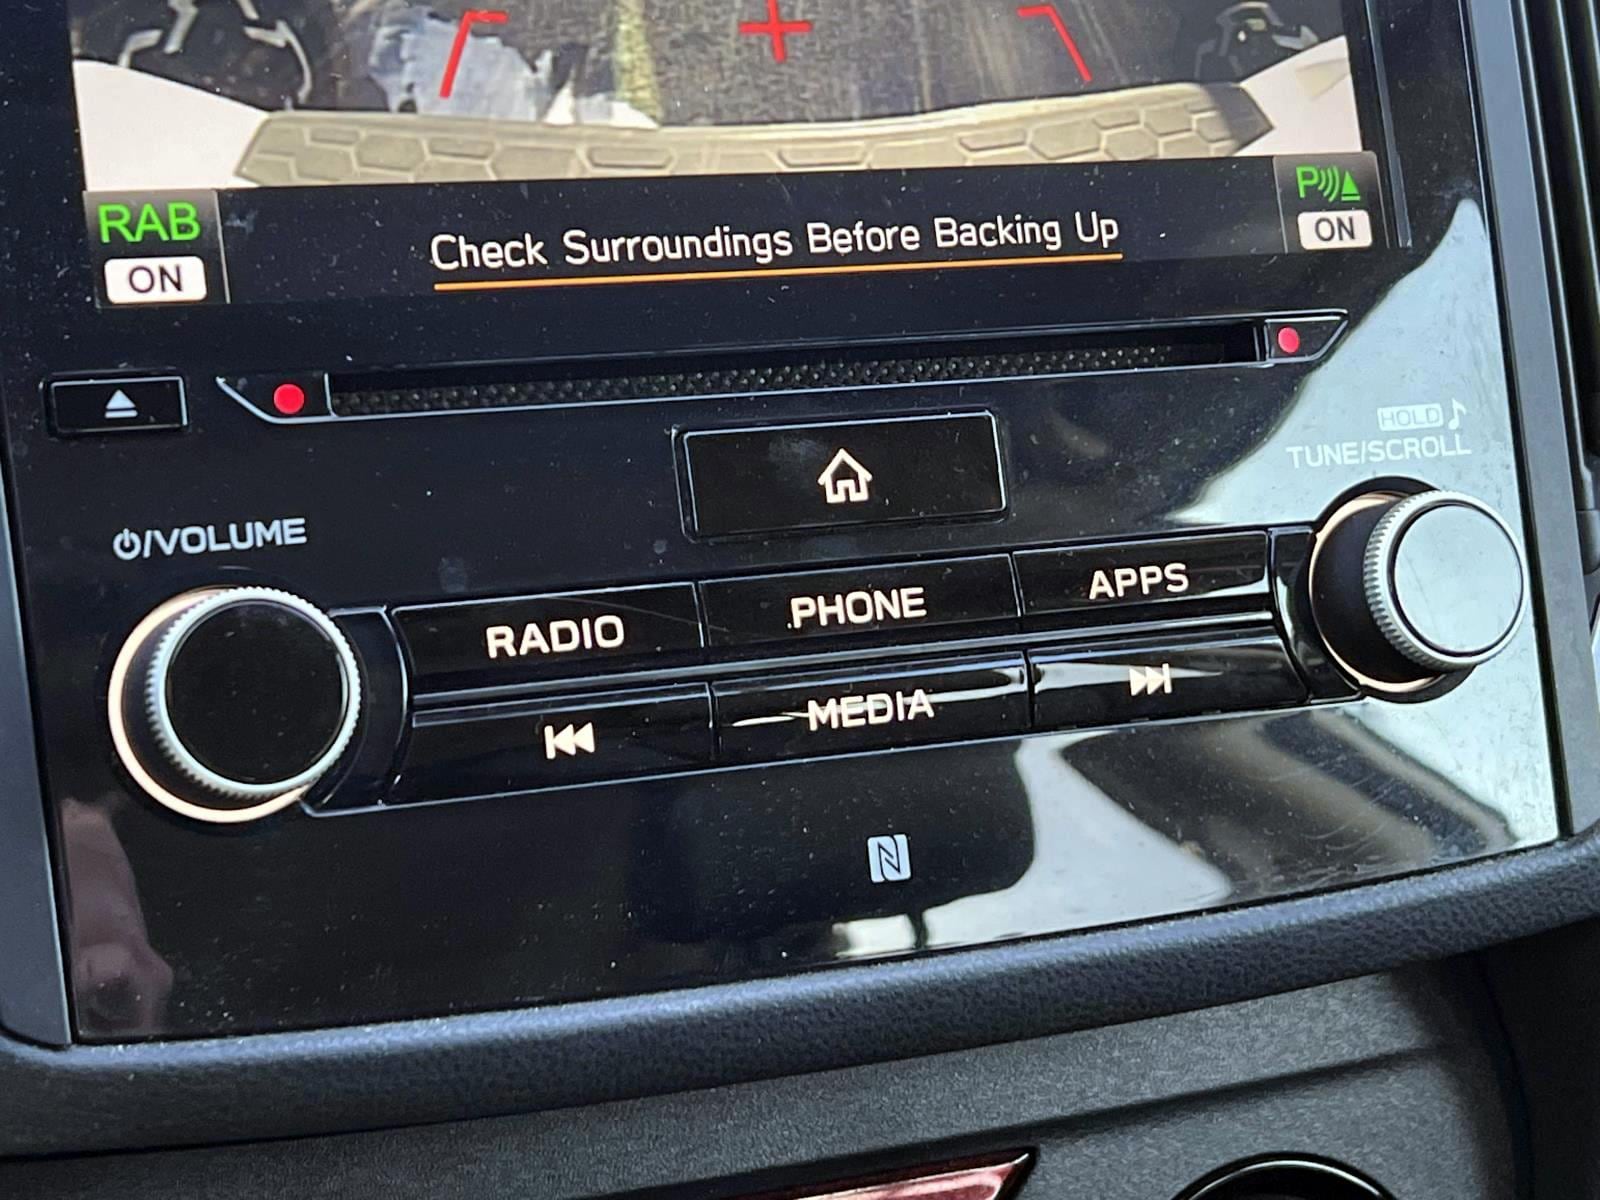 RAB
ON
Check Surroundings Before Backing Up
P
ON
HOLD
TUNE/SCROLL
/VOLUME
RADIO
PHONE
APPS
MEDIA
N